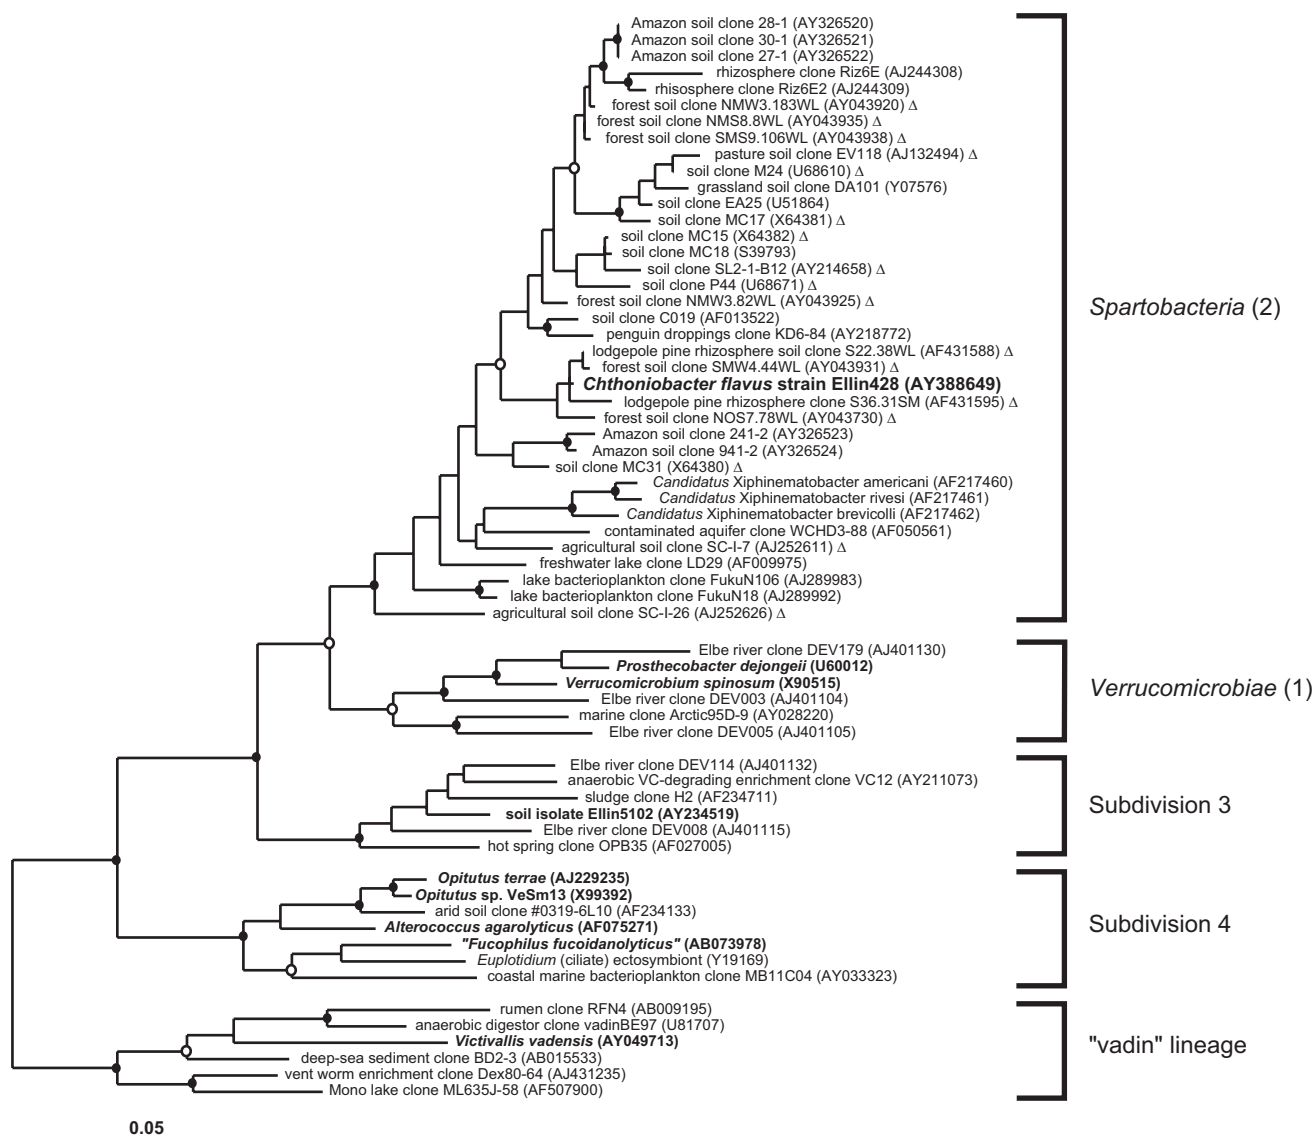 Amazon soil clone 28-1 (AY326520)
Amazon soil clone 30-1 (AY326521)
Amazon soil clone 27-1 (AY326522)
rhizosphere clone Riz6E (AJ244308)
rhisosphere clone Riz6E2 (AJ244309)
forest soil clone NMW3.183WL (AY043920) Δ
forest soil clone NMS8.8WL (AY043935) Δ
forest soil clone SMS9.106WL (AY043938) Δ
pasture soil clone EV118 (AJ132494) Δ
soil clone M24 (U68610) Δ
grassland soil clone DA101 (Y07576)
soil clone EA25 (U51864)
soil clone MC17 (X64381) Δ
soil clone MC15 (X64382) Δ
soil clone MC18 (S39793)
soil clone SL2-1-B12 (AY214658) Δ
soil clone P44 (U68671) Δ
forest soil clone NMW3.82WL (AY043925) Δ
soil clone C019 (AF013522)
penguin droppings clone KD6-84 (AY218772)
lodgepole pine rhizosphere soil clone S22.38WL (AF431588) Δ
forest soil clone SMW4.44WL (AY043931) Δ
Chthoniobacter flavus strain Ellin428 (AY388649)
lodgepole pine rhizosphere clone S36.31SM (AF431595) Δ
forest soil clone NOS7.78WL (AY043730) Δ
Amazon soil clone 241-2 (AY326523)
Amazon soil clone 941-2 (AY326524)
soil clone MC31 (X64380) Δ
Candidatus Xiphinematobacter americani (AF217460)
Candidatus Xiphinematobacter rivesi (AF217461)
Candidatus Xiphinematobacter brevicolli (AF217462)
contaminated aquifer clone WCHD3-88 (AF050561)
agricultural soil clone SC-I-7 (AJ252611) Δ
freshwater lake clone LD29 (AF009975)
lake bacterioplankton clone FukuN106 (AJ289983)
lake bacterioplankton clone FukuN18 (AJ289992)
agricultural soil clone SC-I-26 (AJ252626) Δ
Spartobacteria (2)
Elbe river clone DEV179 (AJ401130)
Prosthecobacter dejongeii (U60012)
Verrucomicrobium spinosum (X90515)
Elbe river clone DEV003 (AJ401104)
marine clone Arctic95D-9 (AY028220)
Elbe river clone DEV005 (AJ401105)
Verrucomicrobiae (1)
Elbe river clone DEV114 (AJ401132)
anaerobic VC-degrading enrichment clone VC12 (AY211073)
sludge clone H2 (AF234711)
soil isolate Ellin5102 (AY234519)
Elbe river clone DEV008 (AJ401115)
hot spring clone OPB35 (AF027005)
Subdivision 3
Opitutus terrae (AJ229235)
Opitutus sp. VeSm13 (X99392)
arid soil clone #0319-6L10 (AF234133)
Alterococcus agarolyticus (AF075271)
"Fucophilus fucoidanolyticus" (AB073978)
Euplotidium (ciliate) ectosymbiont (Y19169)
coastal marine bacterioplankton clone MB11C04 (AY033323)
Subdivision 4
rumen clone RFN4 (AB009195)
anaerobic digestor clone vadinBE97 (U81707)
Victivallis vadensis (AY049713)
deep-sea sediment clone BD2-3 (AB015533)
vent worm enrichment clone Dex80-64 (AJ431235)
Mono lake clone ML635J-58 (AF507900)
"vadin" lineage
0.05